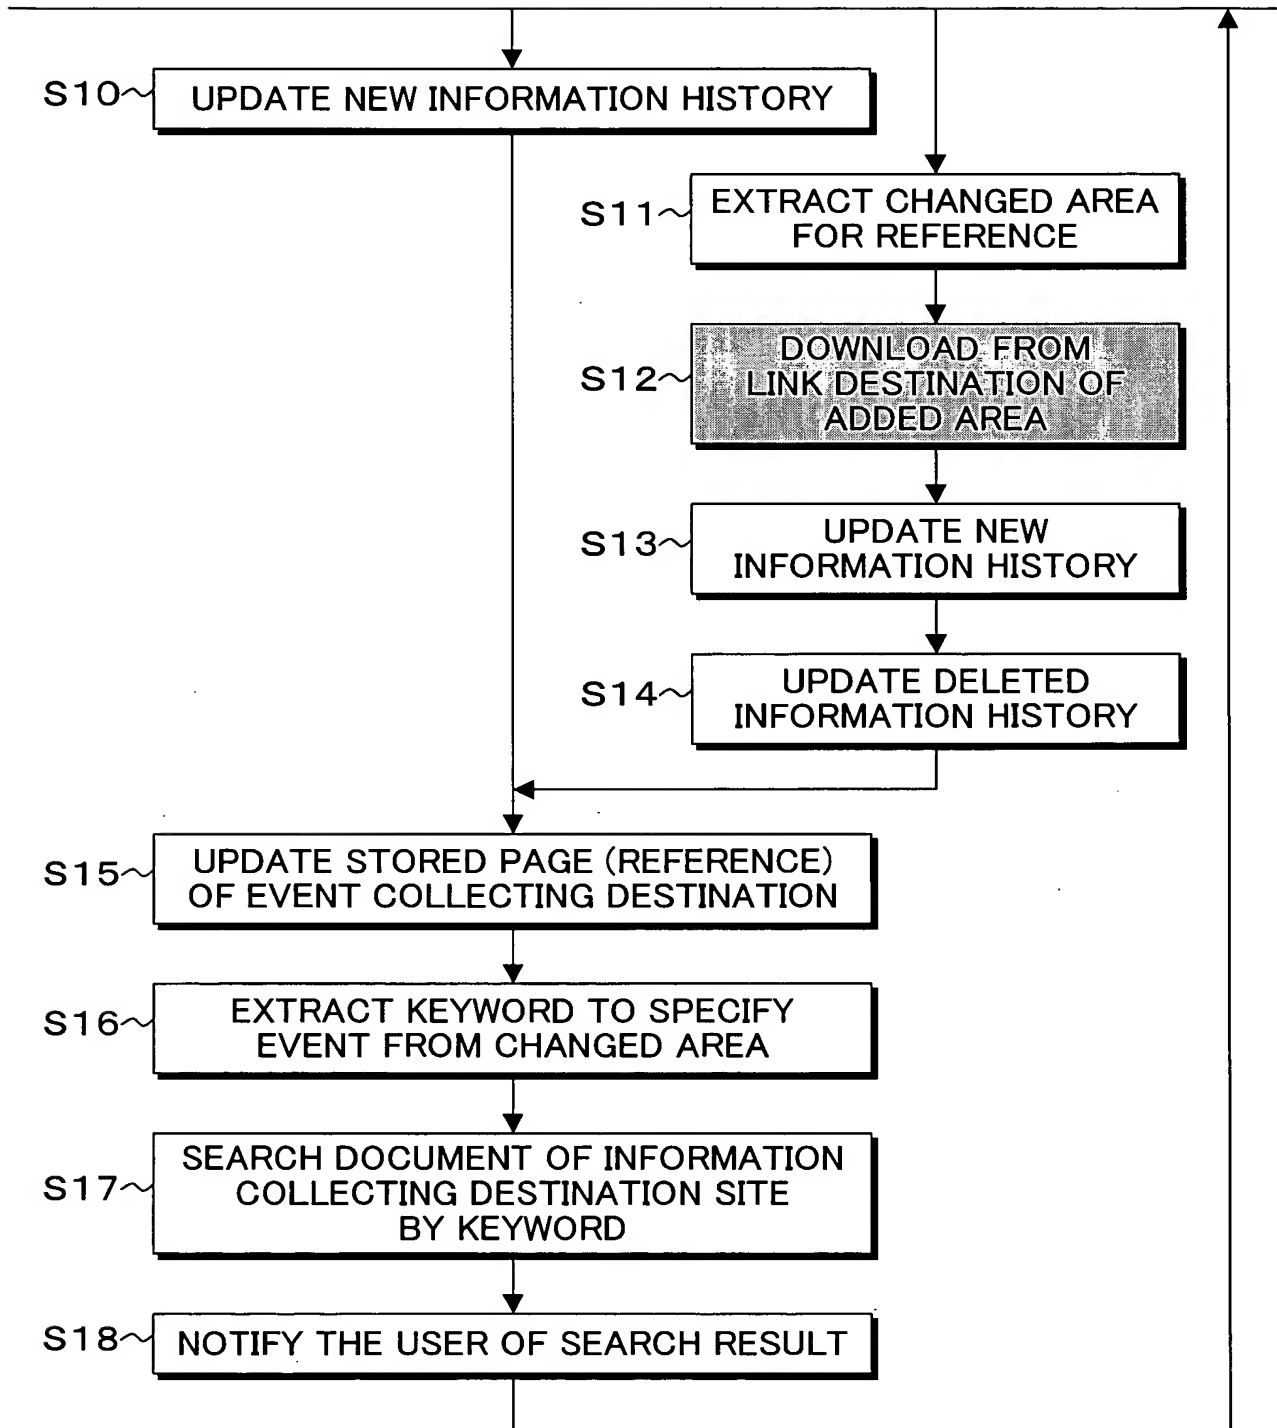 S10
UPDATE NEW INFORMATION HISTORY
S11
EXTRACT CHANGED AREA
FOR REFERENCE
S12
DOWNLOAD FROM
LINK DESTINATION OF
ADDED AREA
S13
UPDATE NEW
INFORMATION HISTORY
S14
UPDATE DELETED
INFORMATION HISTORY
S15
UPDATE STORED PAGE (REFERENCE)
OF EVENT COLLECTING DESTINATION
S16
EXTRACT KEYWORD TO SPECIFY
EVENT FROM CHANGED AREA
S17
SEARCH DOCUMENT OF INFORMATION
COLLECTING DESTINATION SITE
BY KEYWORD
S18
NOTIFY THE USER OF SEARCH RESULT